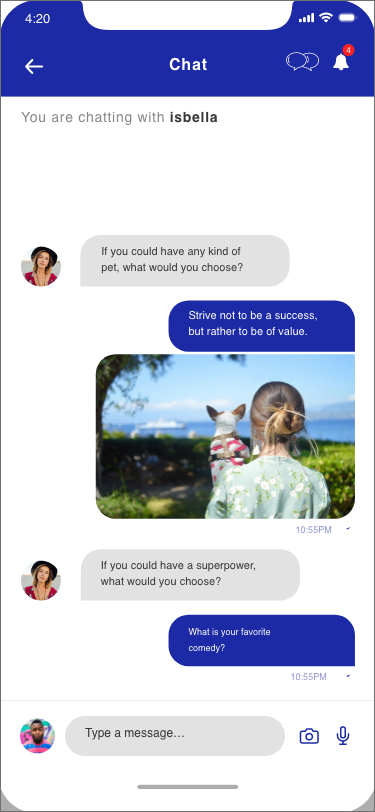 4:20
Chat
4
You are chatting with isbella
If you could have any kind of
pet, what would you choose?
Strive not to be a success,
but rather to be of value.
10:55PM
If you could have a superpower,
what would you choose?
What is your favorite
comedy?
10:55PM
Type a message...